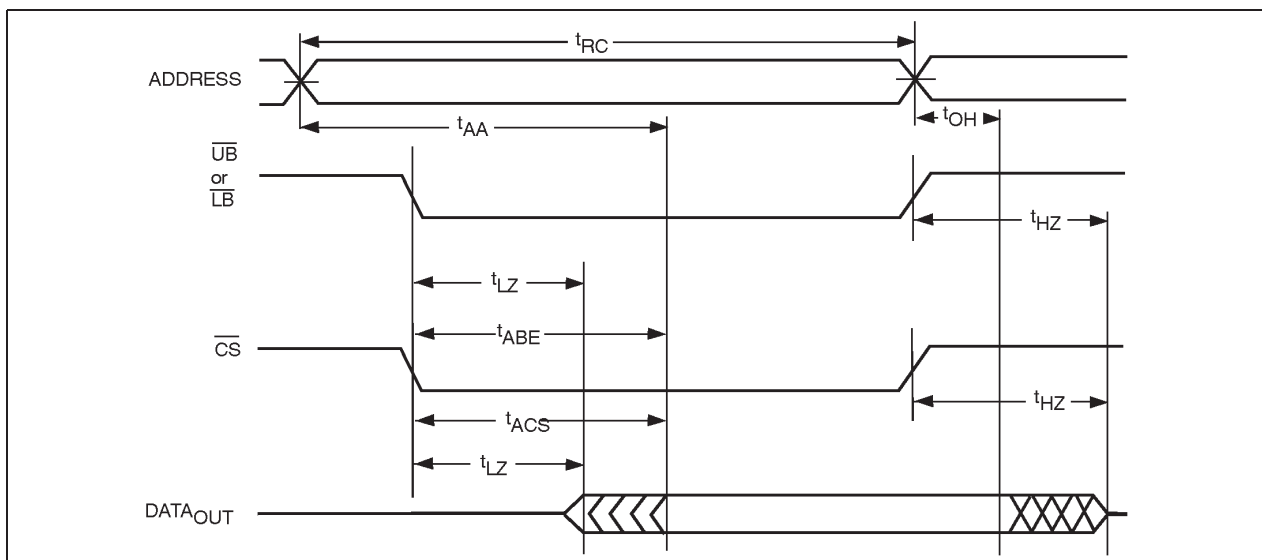 tRC
ADDRESS
tAA
tOH
UB
or
LB
tHZ
tLZ
tABE
CS
tHZ
tACS
tLZ
DATAOUT